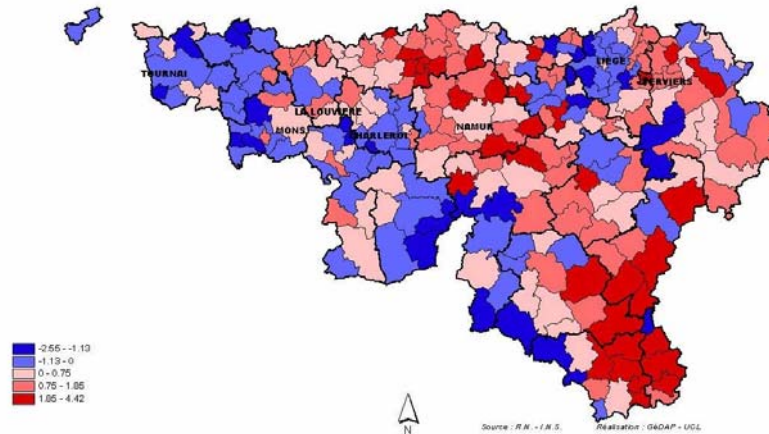 TOURNAI
LIEGE
VERVIERS
LA LOUVIERE
MONS
CHARLEROI
NAMUR
-2.55 - -1.13
-1.13 - 0
0 - 0.75
0.75 - 1.85
1.85 - 4.42
N
Source : R.N. - I.N.S. Réalisation : GéDAP - UCL